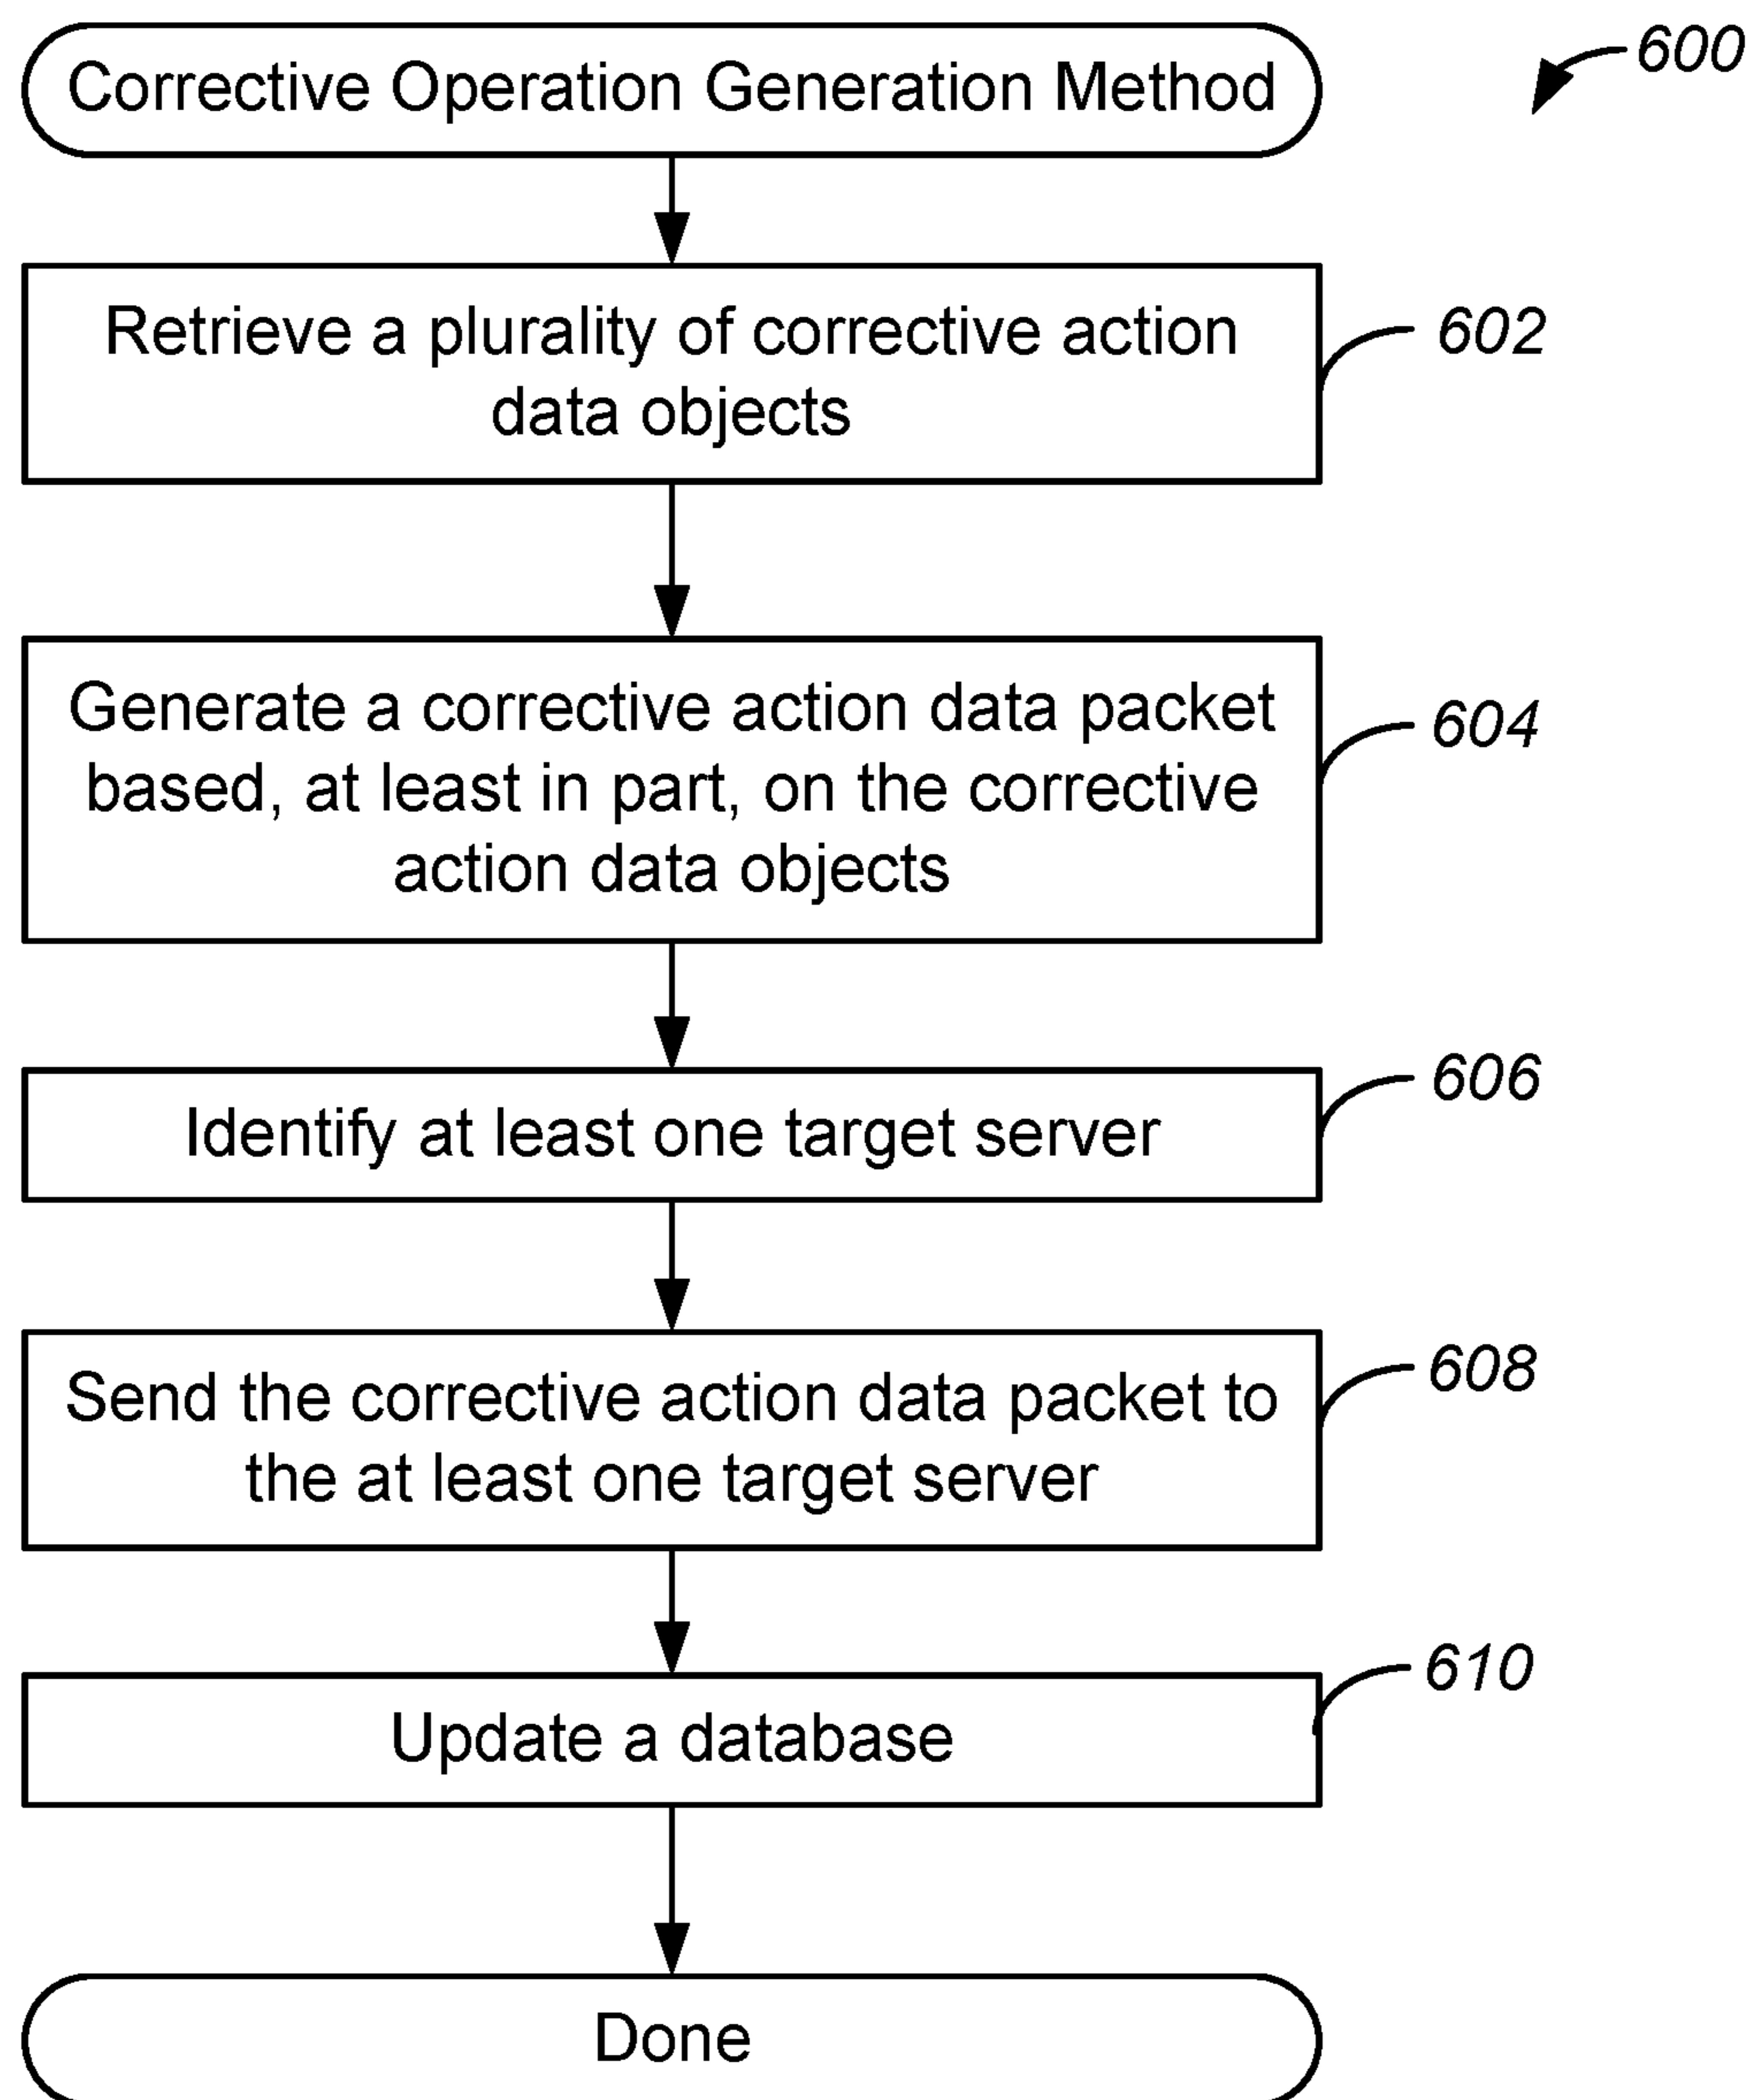 Corrective Operation Generation Method
600
Retrieve a plurality of corrective action
data objects
602
Generate a corrective action data packet
based, at least in part, on the corrective
action data objects
604
Identify at least one target server
606
Send the corrective action data packet to
the at least one target server
608
Update a database
610
Done